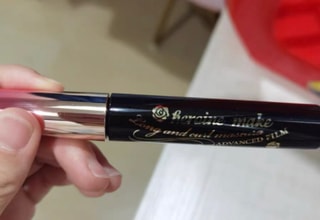 heroine make
Long and curl mascara
ADVANCED FILM